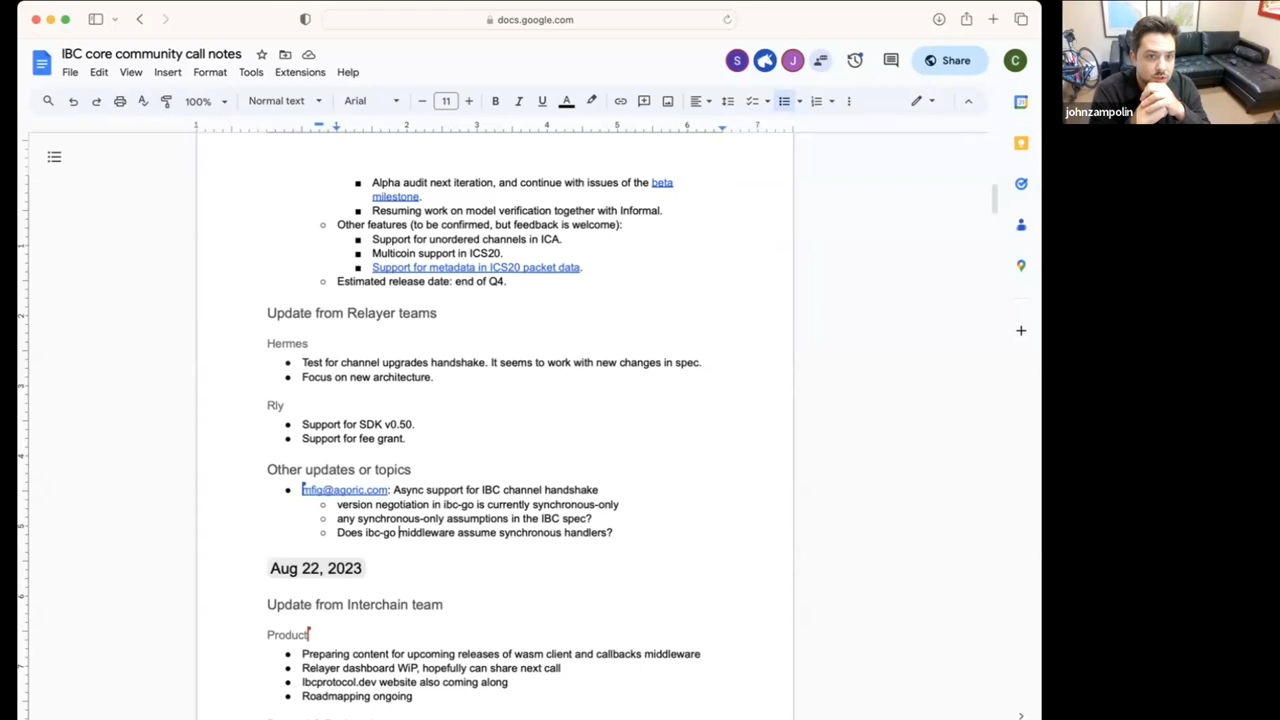 docs.google.com
IBC core community call notes
File Edit View Insert Format Tools Extensions Help
S J Share C
100% Normal text Arial 11 B I U A
1 1 2 3 4 5 6 7
Alpha audit next iteration, and continue with issues of the beta
milestone.
Resuming work on model verification together with Informal.
Other features (to be confirmed, but feedback is welcome):
Support for unordered channels in ICA.
Multicoin support in ICS20.
Support for metadata in ICS20 packet data.
Estimated release date: end of Q4.
Update from Relayer teams
Hermes
Test for channel upgrades handshake. It seems to work with new changes in spec.
Focus on new architecture.
Rly
Support for SDK v0.50.
Support for fee grant.
Other updates or topics
mfig@agoric.com: Async support for IBC channel handshake
version negotiation in ibc-go is currently synchronous-only
any synchronous-only assumptions in the IBC spec?
Does ibc-go middleware assume synchronous handlers?
Aug 22, 2023
Update from Interchain team
Product
Preparing content for upcoming releases of wasm client and callbacks middleware
Relayer dashboard WiP, hopefully can share next call
Ibcprotocol.dev website also coming along
Roadmapping ongoing
johnzampolin